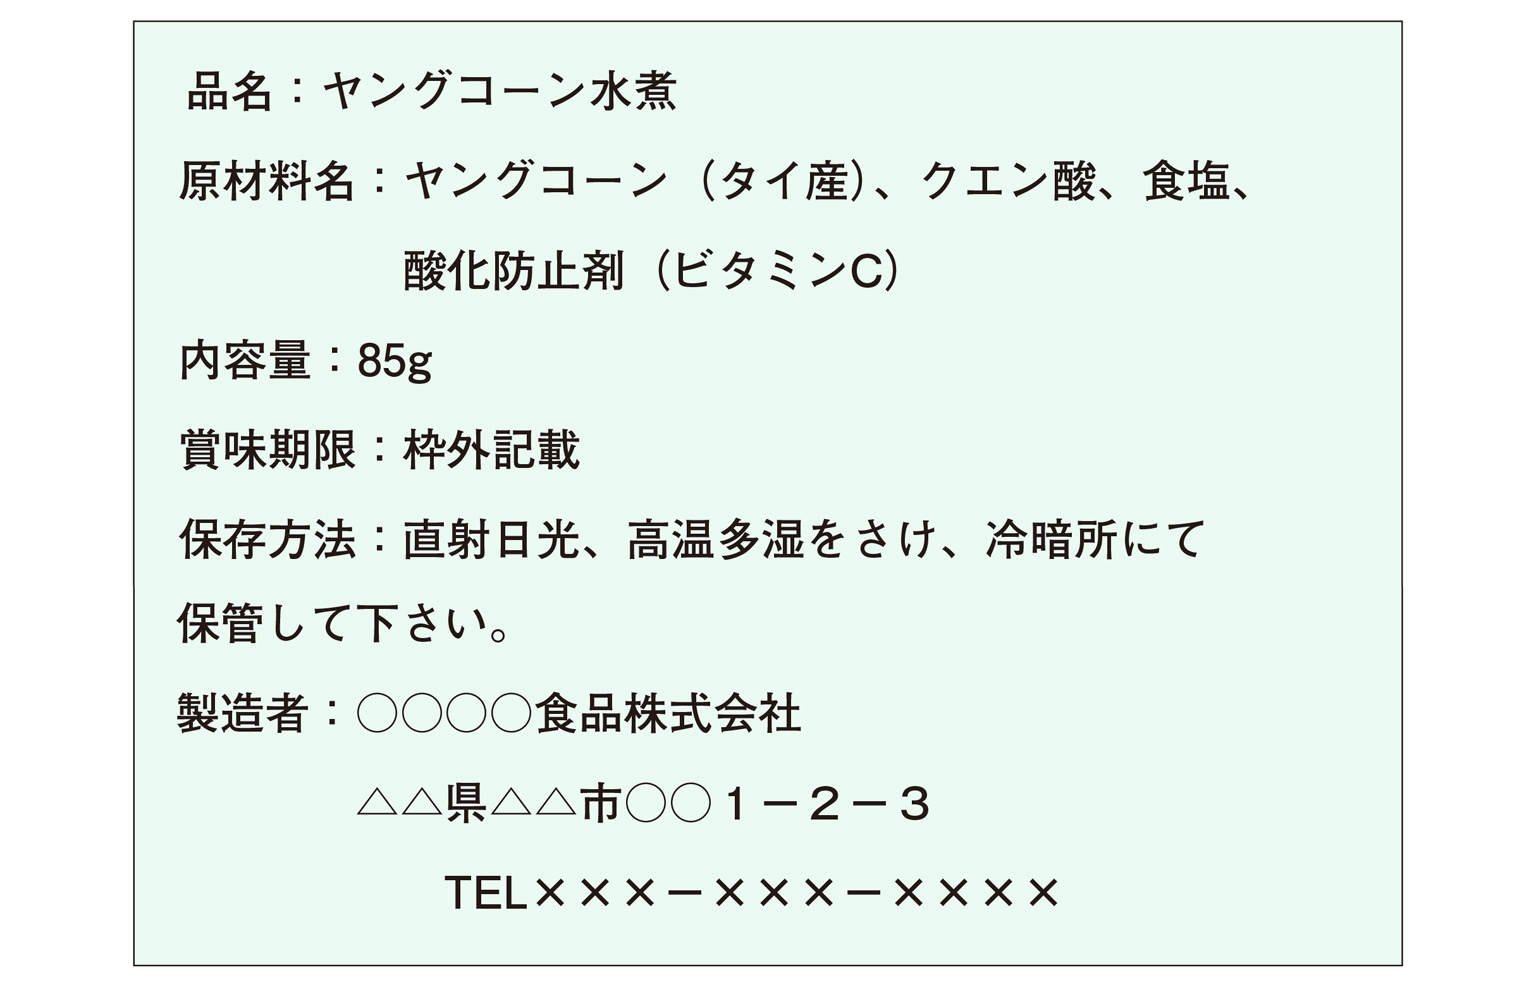 品名：ヤングコーン水煮
原材料名：ヤングコーン（タイ産）、クエン酸、食塩、
酸化防止剤（ビタミンC）
内容量：85g
賞味期限：枠外記載
保存方法：直射日光、高温多湿をさけ、冷暗所にて
保管して下さい。
製造者：○○○○食品株式会社
△△県△△市○○１－２－３
TEL×××－×××－××××